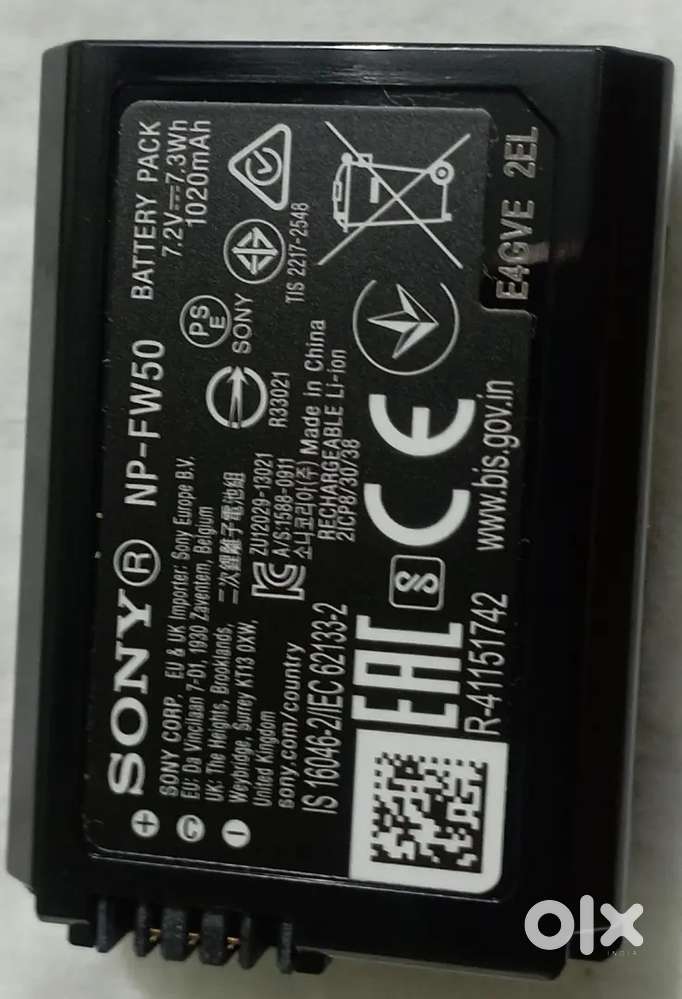 SONY® NP-FW50 BATTERY PACK
7.2V⎓7.3Wh
1020mAh
SONY CORP. EU & UK Importer: Sony Europe B.V.
EU: Da Vincilaan 7-D1, 1930 Zaventem, Belgium
UK: The Heights, Brooklands,
Weybridge, Surrey KT13 0XW,
United Kingdom
sony.com/country
+
C
-
PSE
SONY
R33021
TIS 2217-2548
二次鋰離子電池組
ZU12029-13021
A/S:1588-0911
소니코리아(주) Made in China
RECHARGEABLE Li-ion
2ICP8/30/38
IS 16046-2/IEC 62133-2
EAC
CE
R-41151742
www.bis.gov.in
E4GVE 2EL
olx
INDIA